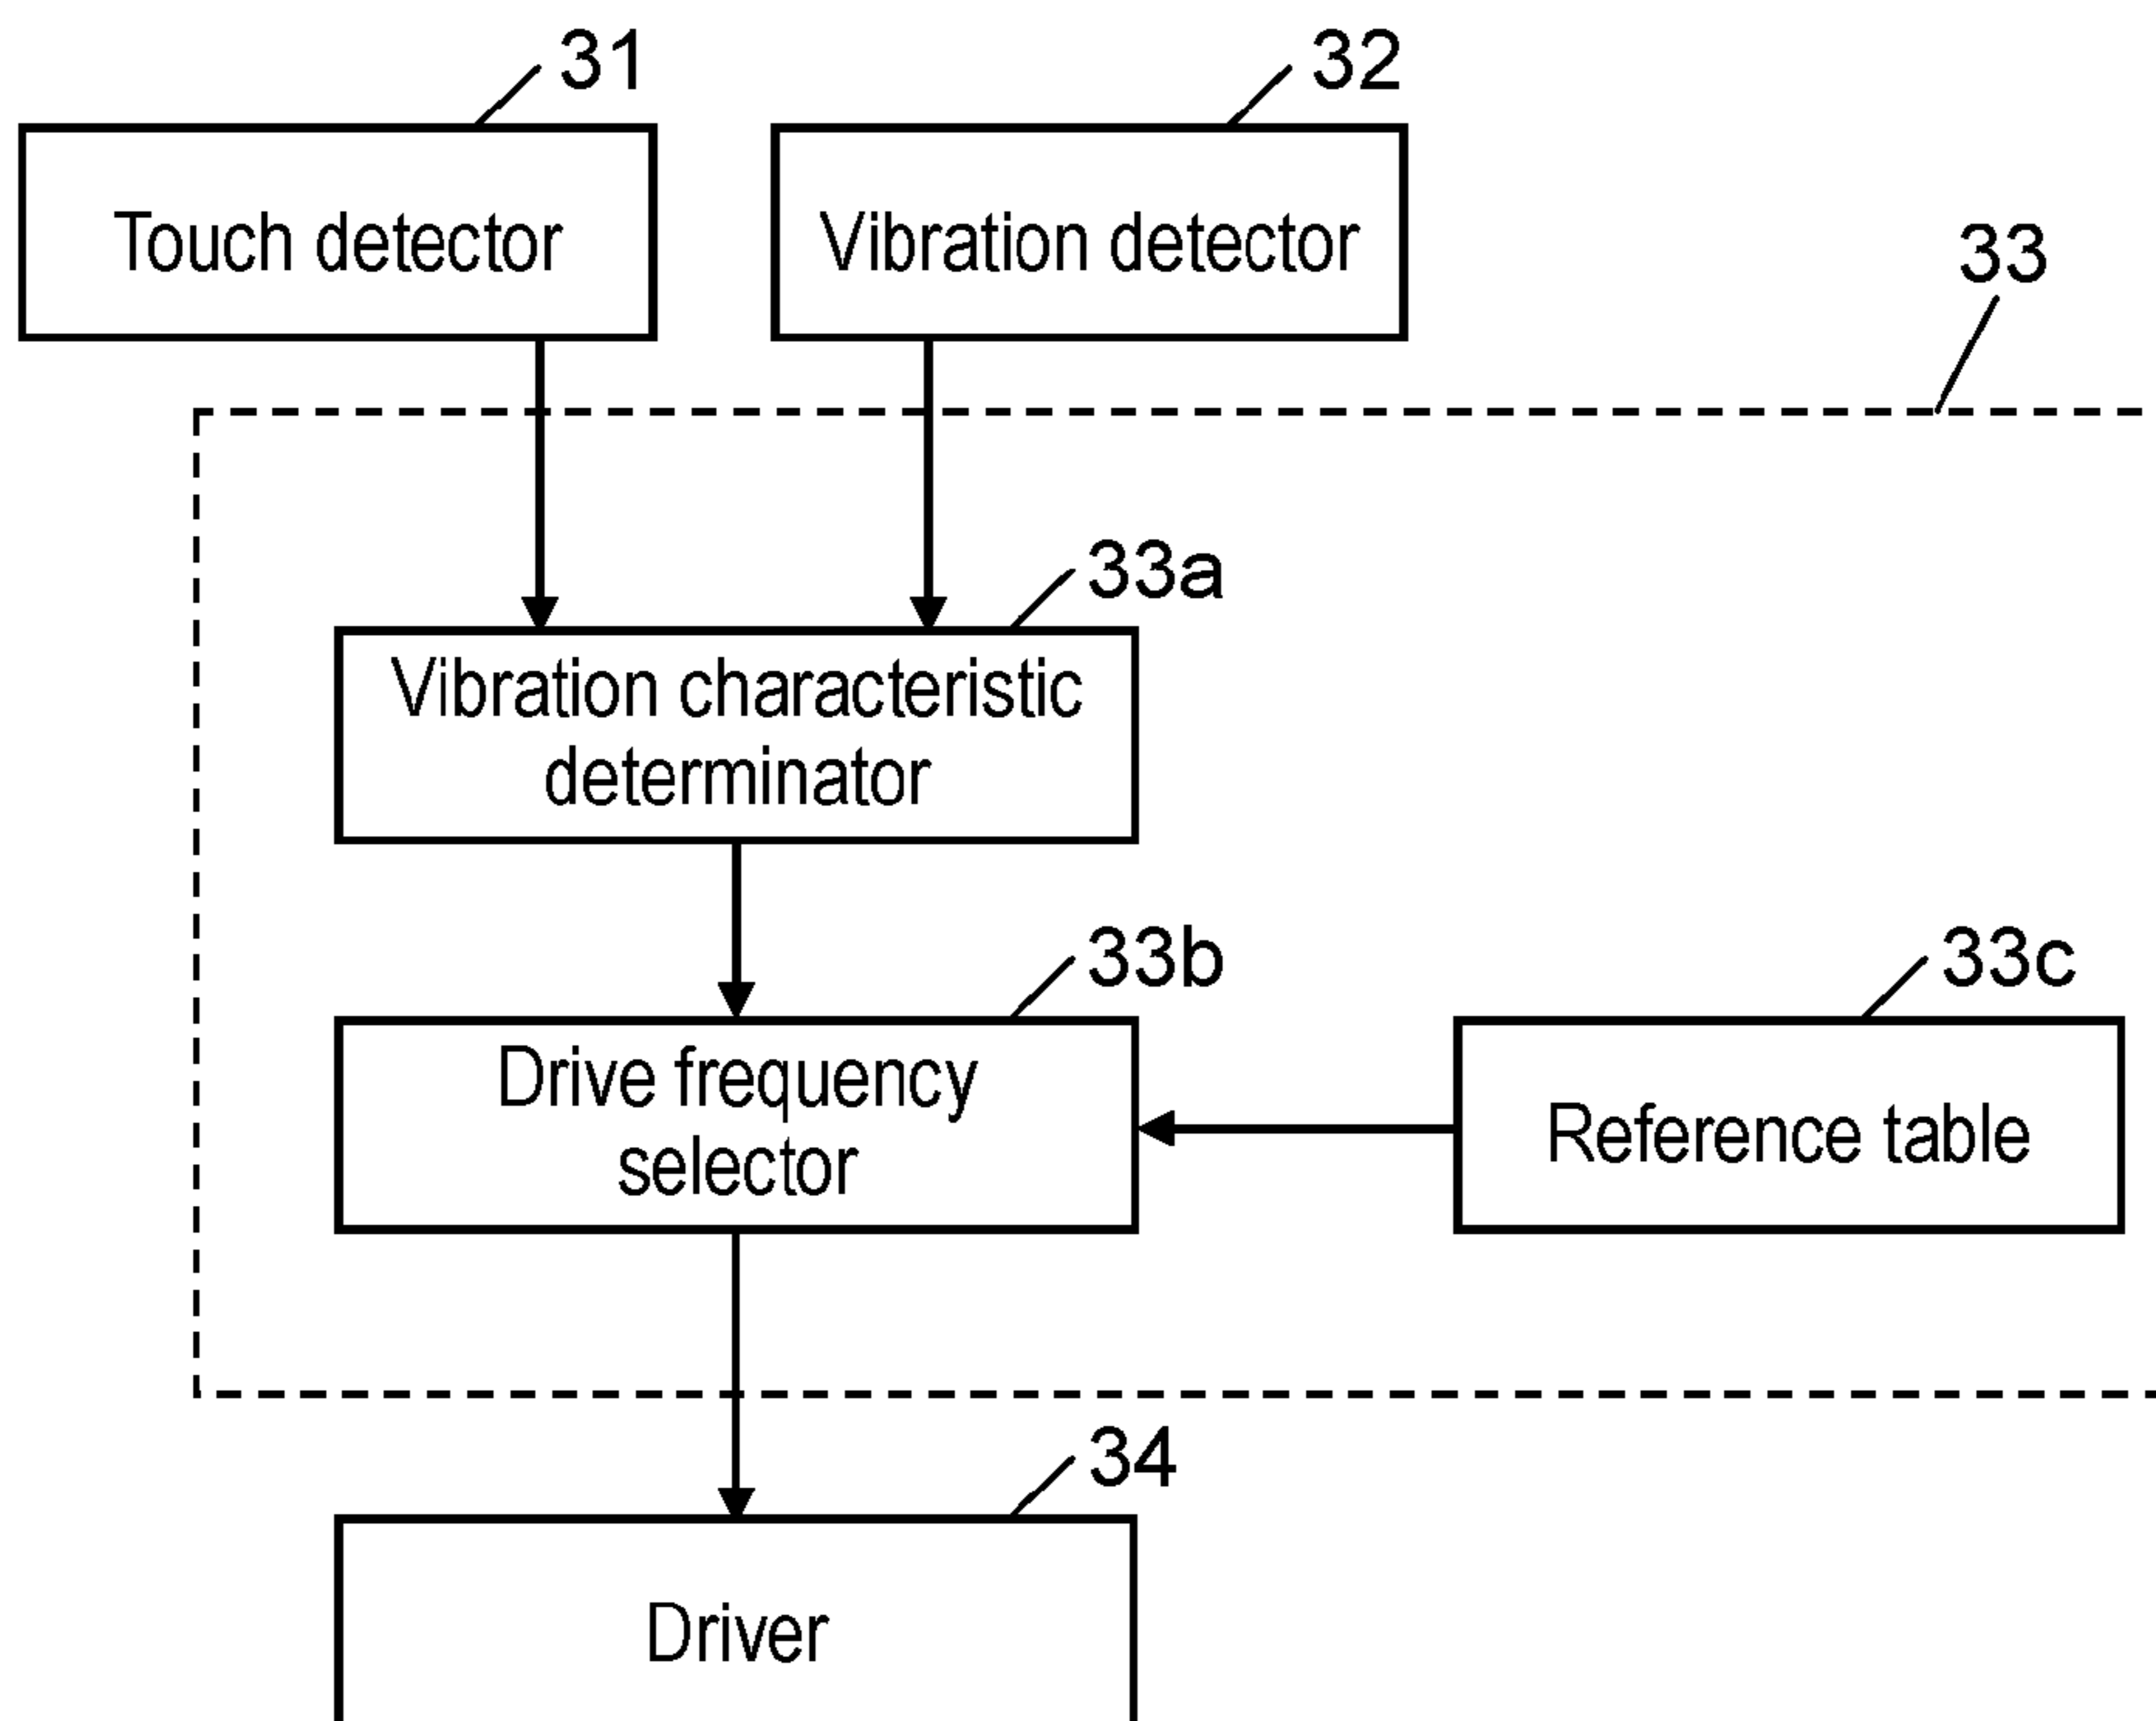 31
32
Touch detector
Vibration detector
33
33a
Vibration characteristic
determinator
33b
33c
Drive frequency
selector
Reference table
34
Driver